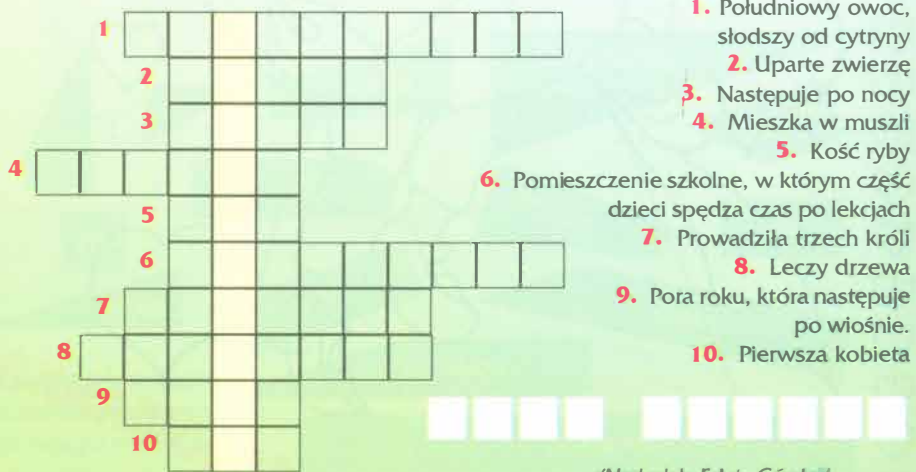 1. Południowy owoc,
słodszy od cytryny
2. Uparte zwierzę
3. Następuje po nocy
4. Mieszka w muszli
5. Kość ryby
6. Pomieszczenie szkolne, w którym część
dzieci spędza czas po lekcjach
7. Prowadziła trzech króli
8. Leczy drzewa
9. Pora roku, która następuje
po wiośnie.
10. Pierwsza kobieta
1
2
3
4
5
6
7
8
9
10